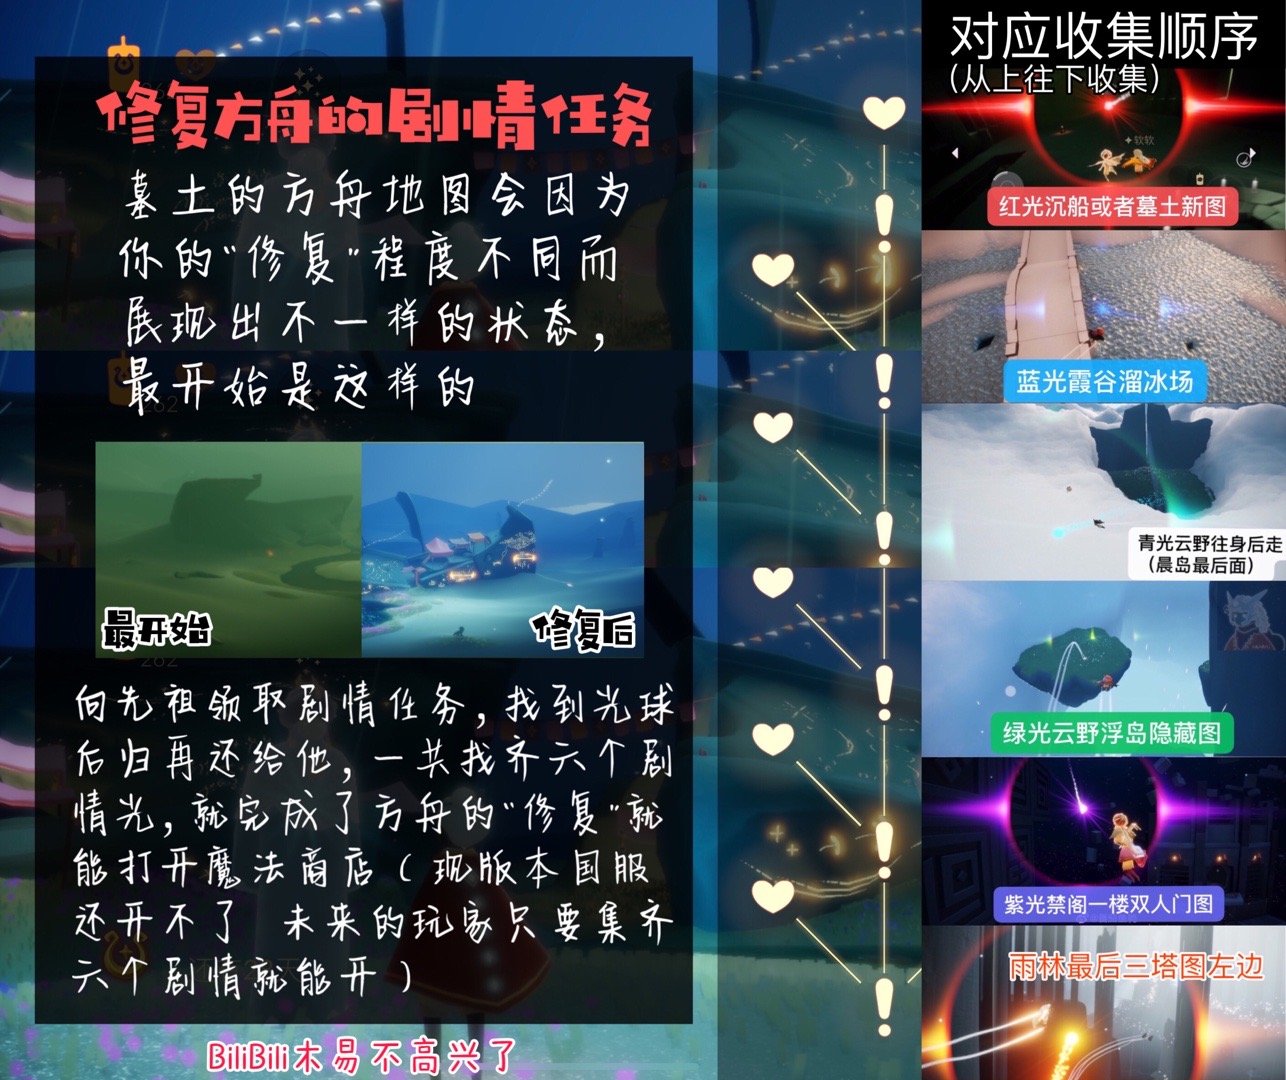 修复方舟的剧情任务
墓土的方舟地图会因为
你的“修复”程度不同而
展现出不一样的状态，
最开始是这样的
最开始
修复后
262
向先祖领取剧情任务，找到光球
后归再还给他，一共找齐六个剧
情光，就完成了方舟的“修复”就
能打开魔法商店（现版本国服
还开不了 未来的玩家只要集齐
六个剧情就能开）
BiliBili木易不高兴了
对应收集顺序
（从上往下收集）
软软
红光沉船或者墓土新图
蓝光霞谷溜冰场
青光云野往身后走
（晨岛最后面）
绿光云野浮岛隐藏图
紫光禁阁一楼双人门图
雨林最后三塔图左边